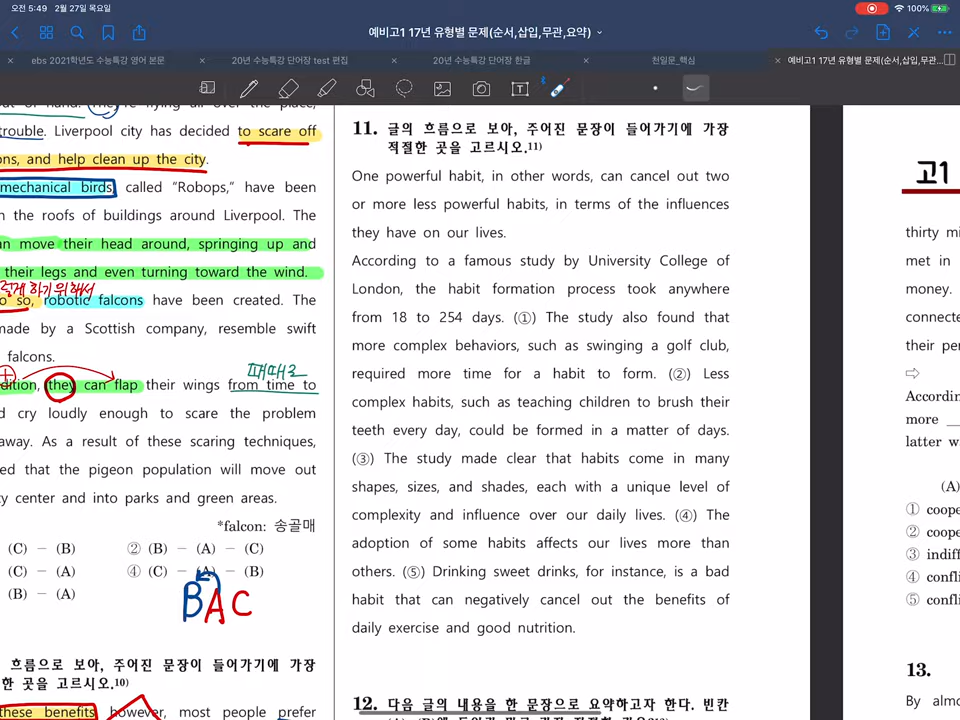 오전 5:49 2월 27일 목요일
100%
예비고1 17년 유형별 문제(순서,삽입,무관,요약)
ebs 2021학년도 수능특강 영어 본문
20년 수능특강 단어장 test 편집
20년 수능특강 단어장 한글
천일문_핵심
예비고1 17년 유형별 문제(순서,삽입,무관,요...
trouble. Liverpool city has decided to scare off
ons, and help clean up the city.
mechanical birds, called “Robops,” have been
n the roofs of buildings around Liverpool. The
an move their head around, springing up and
their legs and even turning toward the wind.
렇게 하기 위해서
o so, robotic falcons have been created. The
made by a Scottish company, resemble swift
falcons.
때때로
dition, they can flap their wings from time to
d cry loudly enough to scare the problem
away. As a result of these scaring techniques,
ed that the pigeon population will move out
ty center and into parks and green areas.
*falcon: 송골매
(C) − (B) ② (B) − (A) − (C)
(C) − (A) ④ (C) − (A) − (B)
(B) − (A)
B A C
흐름으로 보아, 주어진 문장이 들어가기에 가장
한 곳을 고르시오.10)
these benefits, however, most people prefer
11. 글의 흐름으로 보아, 주어진 문장이 들어가기에 가장
적절한 곳을 고르시오.11)
One powerful habit, in other words, can cancel out two
or more less powerful habits, in terms of the influences
they have on our lives.
According to a famous study by University College of
London, the habit formation process took anywhere
from 18 to 254 days. (①) The study also found that
more complex behaviors, such as swinging a golf club,
required more time for a habit to form. (②) Less
complex habits, such as teaching children to brush their
teeth every day, could be formed in a matter of days.
(③) The study made clear that habits come in many
shapes, sizes, and shades, each with a unique level of
complexity and influence over our daily lives. (④) The
adoption of some habits affects our lives more than
others. (⑤) Drinking sweet drinks, for instance, is a bad
habit that can negatively cancel out the benefits of
daily exercise and good nutrition.
12. 다음 글의 내용을 한 문장으로 요약하고자 한다. 빈칸
고1
thirty mi
met in
money.
connecte
their per
⇨
Accordin
more
latter w
(A)
① coope
② coope
③ indiff
④ confli
⑤ confli
13.
By almo